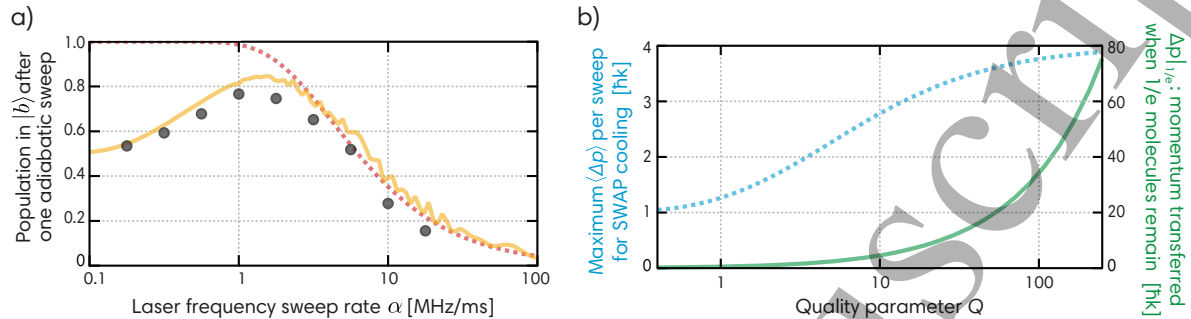 a)
Population in |b⟩ after
one adiabatic sweep
1.0
0.8
0.6
0.4
0.2
0
0.1
1
10
100
Laser frequency sweep rate α [MHz/ms]
b)
Maximum ⟨Δp⟩ per sweep
for SWAP cooling [ħk]
4
3
2
1
0
1
10
100
Quality parameter Q
80
60
40
20
0
Δp|1/e: momentum transferred
when 1/e molecules remain [ħk]